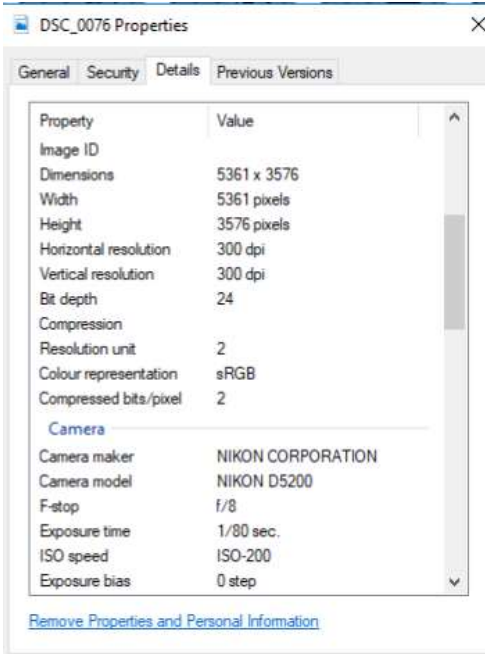 DSC_0076 Properties
General Security Details Previous Versions
Property Value
Image ID
Dimensions 5361 x 3576
Width 5361 pixels
Height 3576 pixels
Horizontal resolution 300 dpi
Vertical resolution 300 dpi
Bit depth 24
Compression
Resolution unit 2
Colour representation sRGB
Compressed bits/pixel 2
Camera
Camera maker NIKON CORPORATION
Camera model NIKON D5200
F-stop f/8
Exposure time 1/80 sec.
ISO speed ISO-200
Exposure bias 0 step
Remove Properties and Personal Information